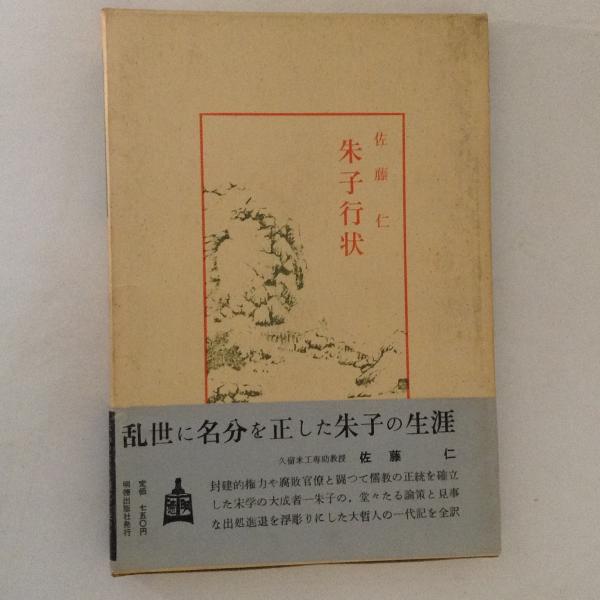 佐藤仁
朱子行状
乱世に名分を正した朱子の生涯
久留米工専助教授 佐藤 仁
封建的権力や腐敗官僚と闘つて儒教の正統を確立
した宋学の大成者―朱子の、堂々たる論策と見事
な出処進退を浮彫りにした大哲人の一代記を全訳
定価 七五〇円
明徳出版社発行